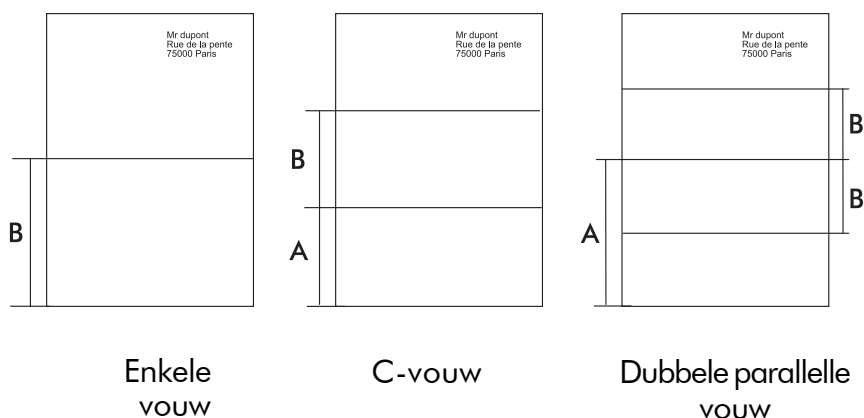 Mr dupont
Rue de la pente
75000 Paris
B
Enkele
vouw
Mr dupont
Rue de la pente
75000 Paris
B
A
C-vouw
Mr dupont
Rue de la pente
75000 Paris
B
B
A
Dubbele parallelle
vouw